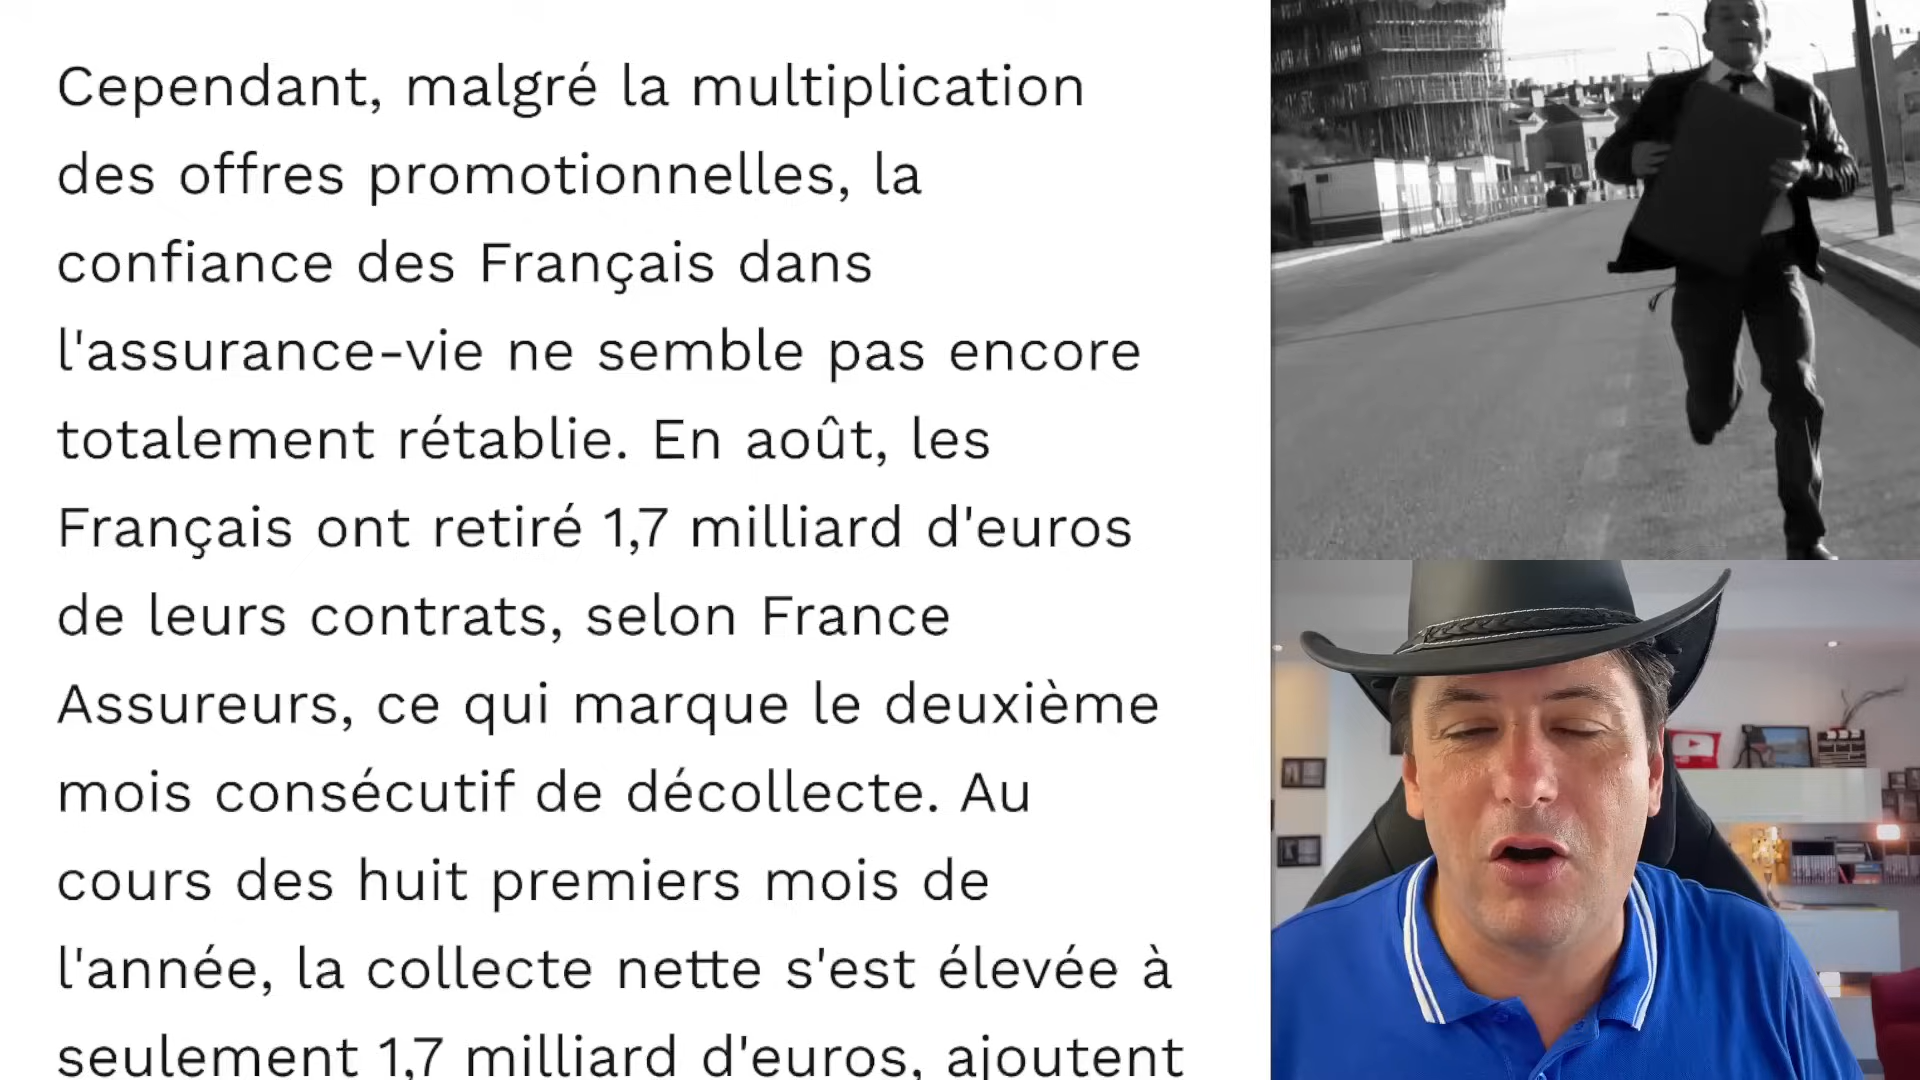 Cependant, malgré la multiplication
des offres promotionnelles, la
confiance des Français dans
l'assurance-vie ne semble pas encore
totalement rétablie. En août, les
Français ont retiré 1,7 milliard d'euros
de leurs contrats, selon France
Assureurs, ce qui marque le deuxième
mois consécutif de décollecte. Au
cours des huit premiers mois de
l'année, la collecte nette s'est élevée à
seulement 1,7 milliard d'euros, ajoutent